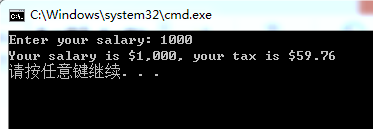 C:\Windows\system32\cmd.exe
Enter your salary: 1000
Your salary is $1,000, your tax is $59.76
请按任意键继续. . .